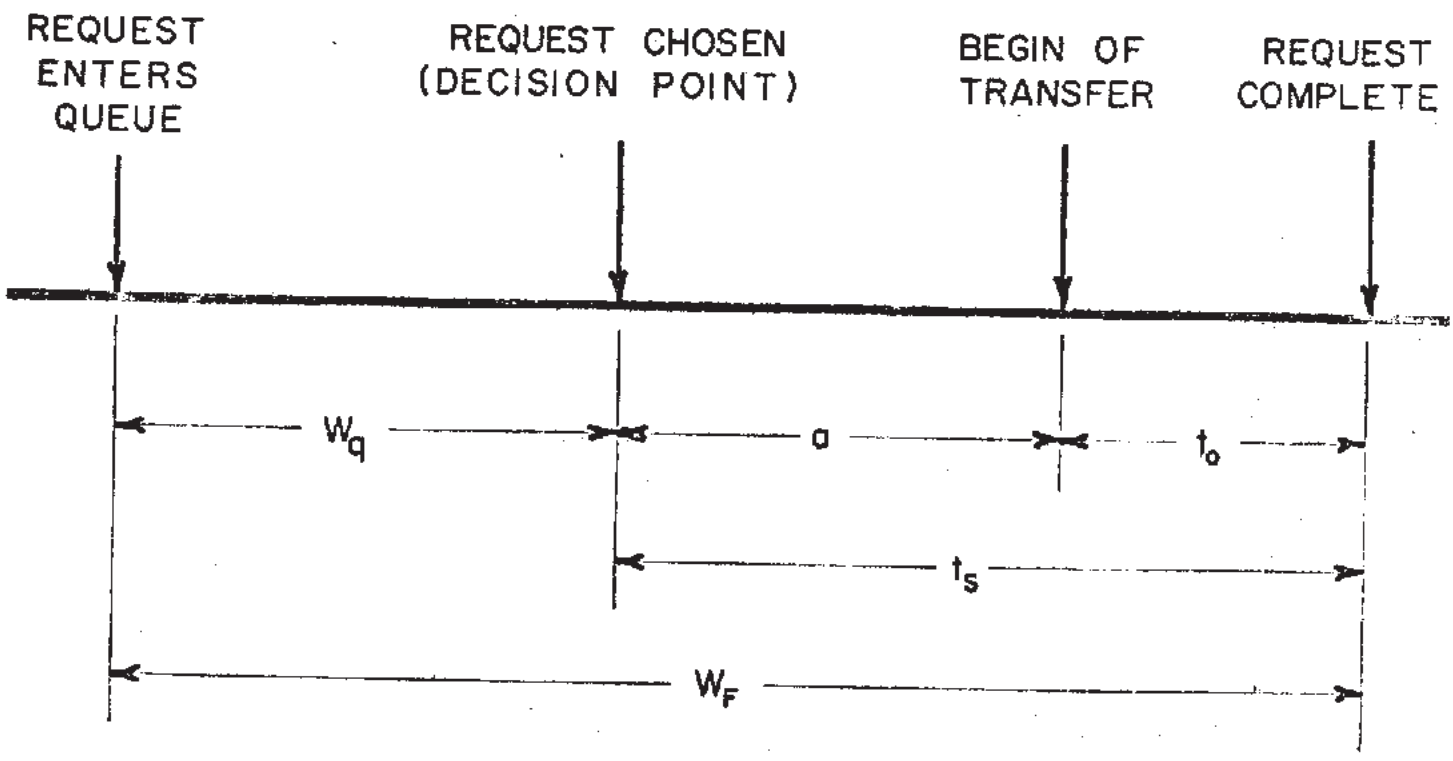 REQUEST
ENTERS
QUEUE
REQUEST CHOSEN
(DECISION POINT)
BEGIN OF
TRANSFER
REQUEST
COMPLETE
Wq
a
to
ts
WF